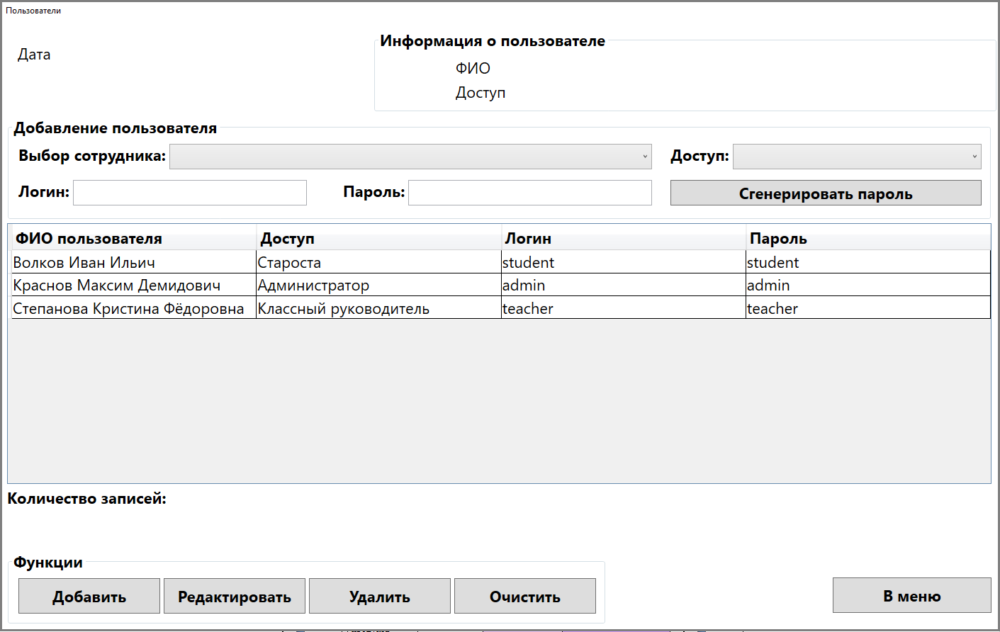 Пользователи
Дата
Информация о пользователе
ФИО
Доступ
Добавление пользователя
Выбор сотрудника: Доступ:
Логин: Пароль: Сгенерировать пароль
ФИО пользователя Доступ Логин Пароль
Волков Иван Ильич Староста student student
Краснов Максим Демидович Администратор admin admin
Степанова Кристина Фёдоровна Классный руководитель teacher teacher
Количество записей:
Функции
Добавить Редактировать Удалить Очистить В меню